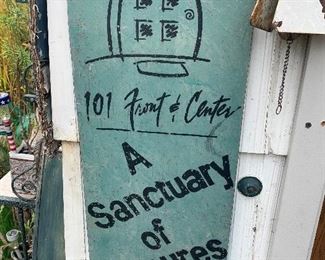 101 Front & Center
A
Sanctuary
of